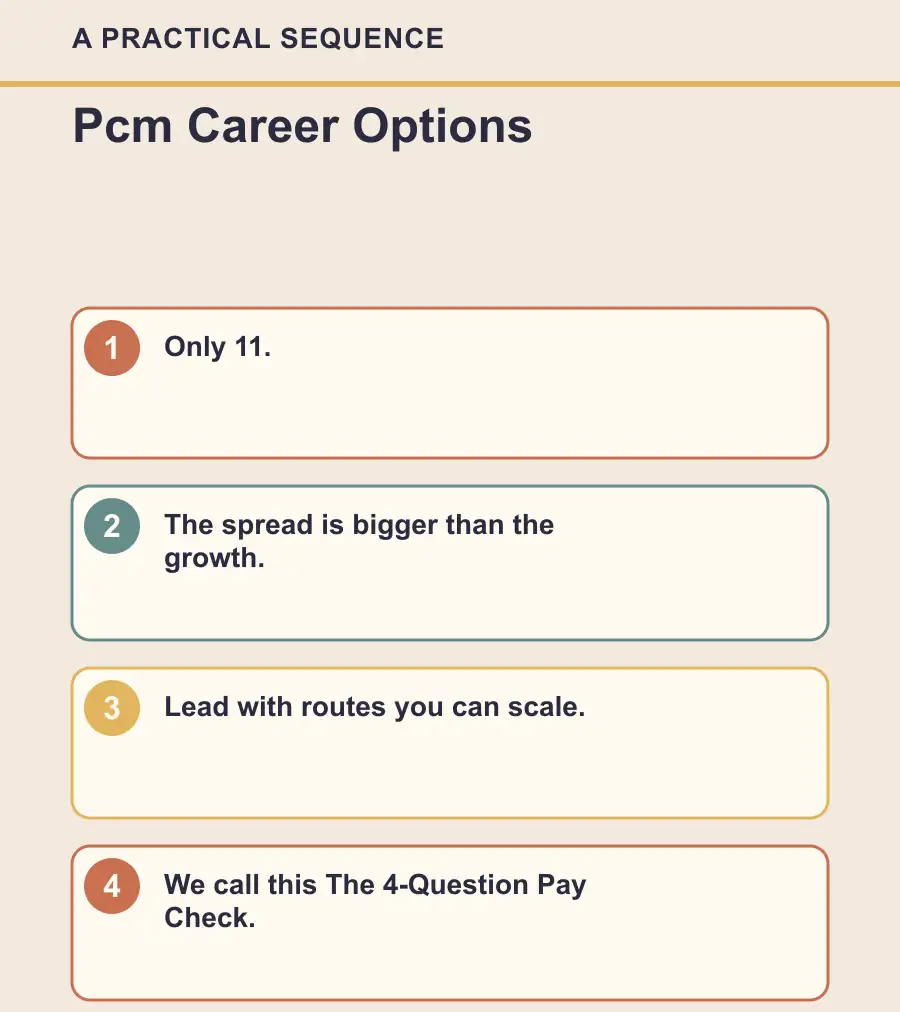 A PRACTICAL SEQUENCE
Pcm Career Options
1
Only 11.
2
The spread is bigger than the
growth.
3
Lead with routes you can scale.
4
We call this The 4-Question Pay
Check.